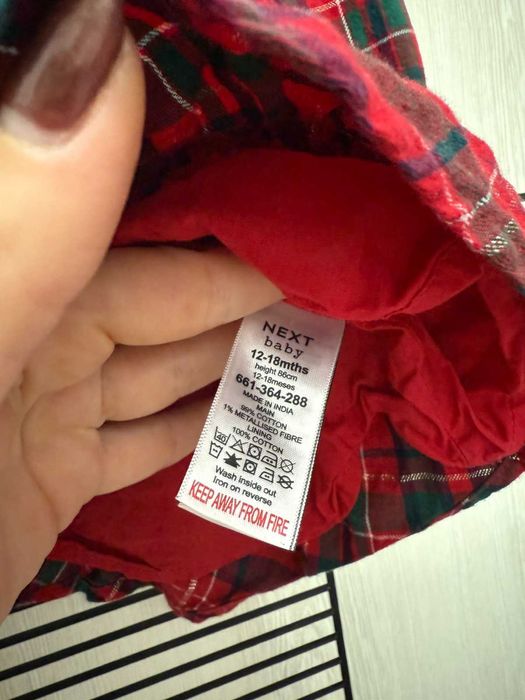 NEXT
baby
12-18mths
height 86cm
12-18meses
661-364-288
MADE IN INDIA
MAIN
99% COTTON
1% METALLISED FIBRE
LINING
100% COTTON
40
Wash inside out
Iron on reverse
KEEP AWAY FROM FIRE